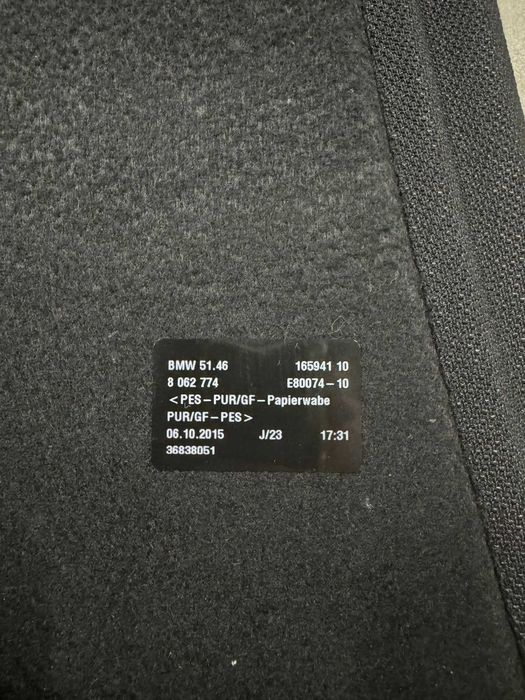 BMW 51.46 165941 10
8 062 774 E80074-10
<PES-PUR/GF-Papierwabe
PUR/GF-PES>
06.10.2015 J/23 17:31
36838051